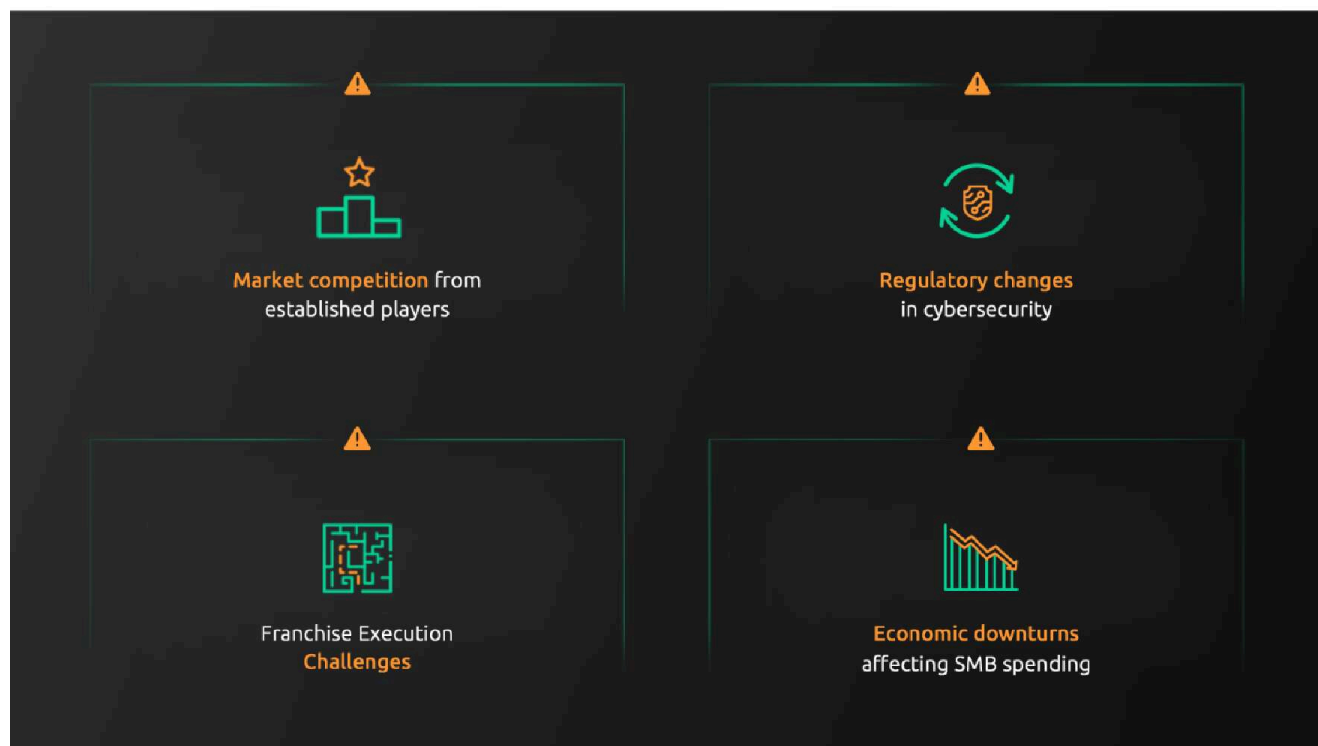 Market competition from
established players
Regulatory changes
in cybersecurity
Franchise Execution
Challenges
Economic downturns
affecting SMB spending